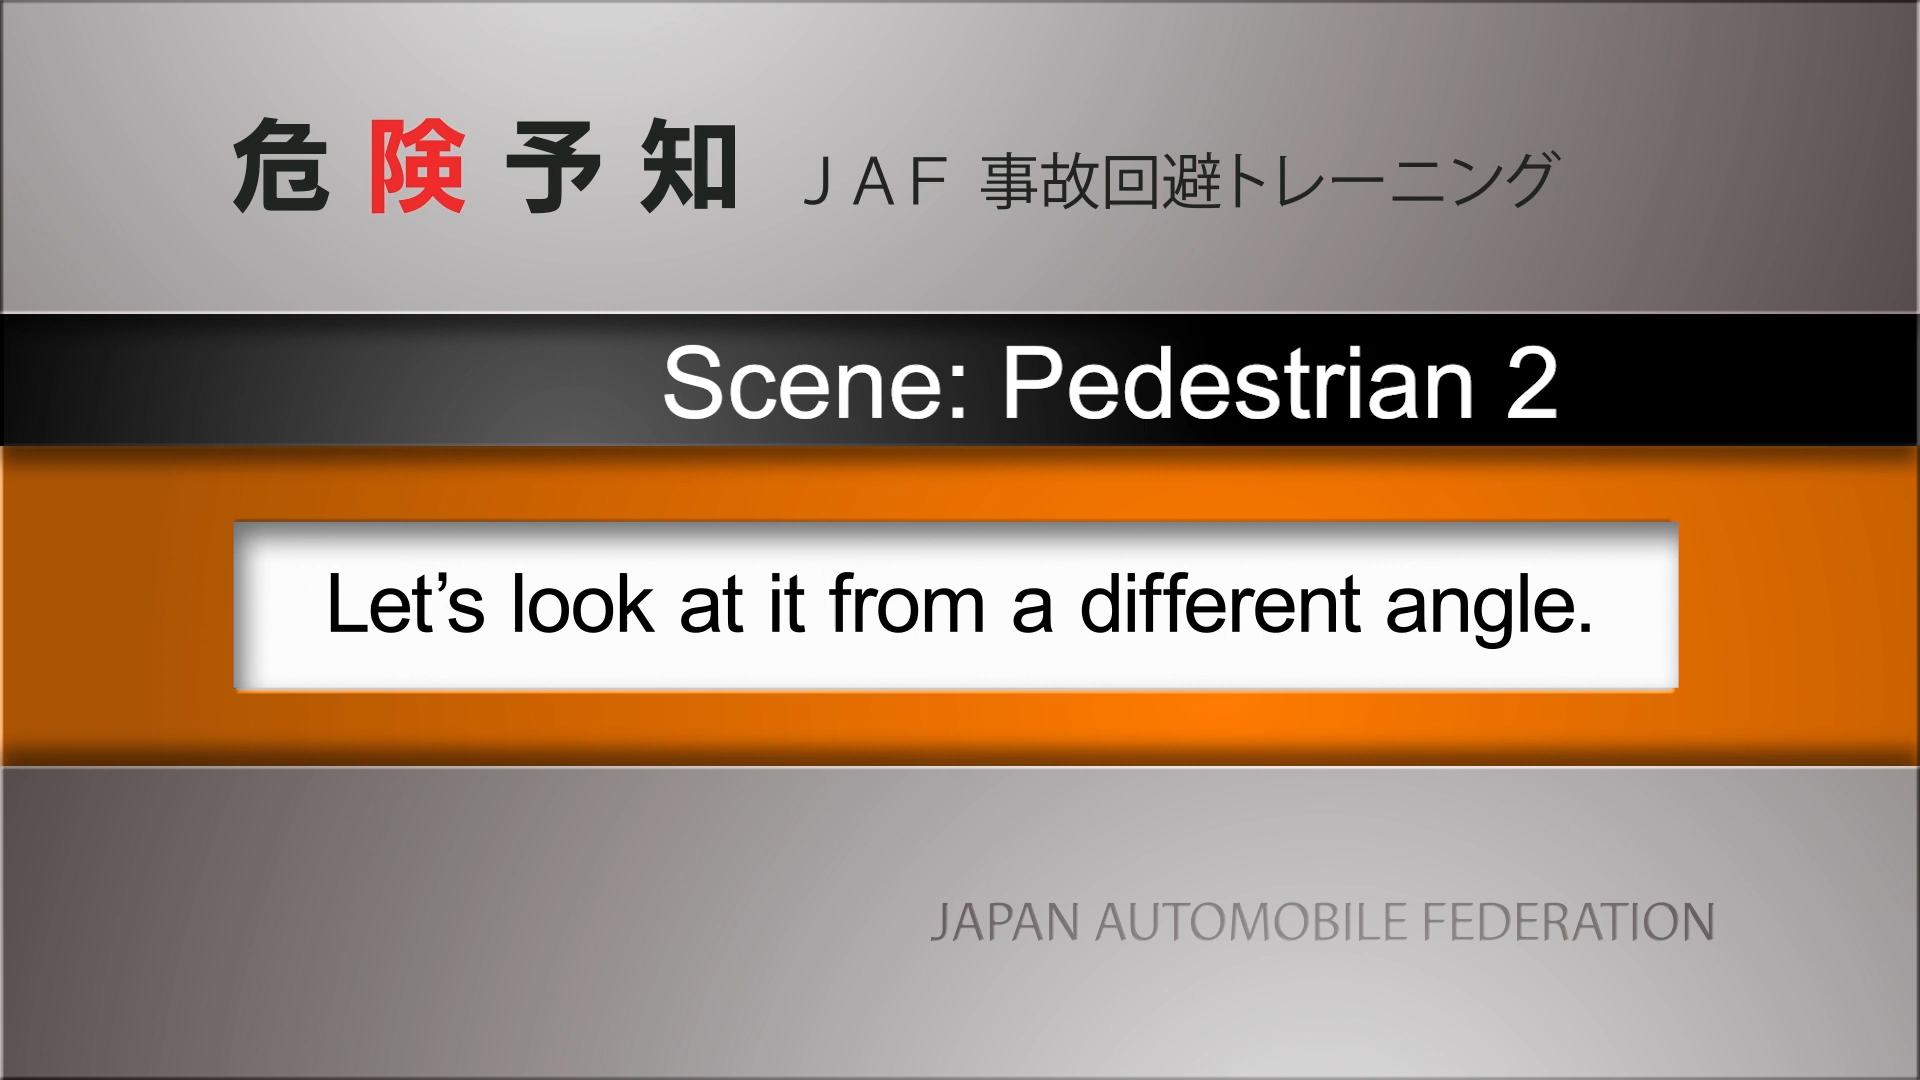 危険予知 JAF 事故回避トレーニング
Scene: Pedestrian 2
Let’s look at it from a different angle.
JAPAN AUTOMOBILE FEDERATION